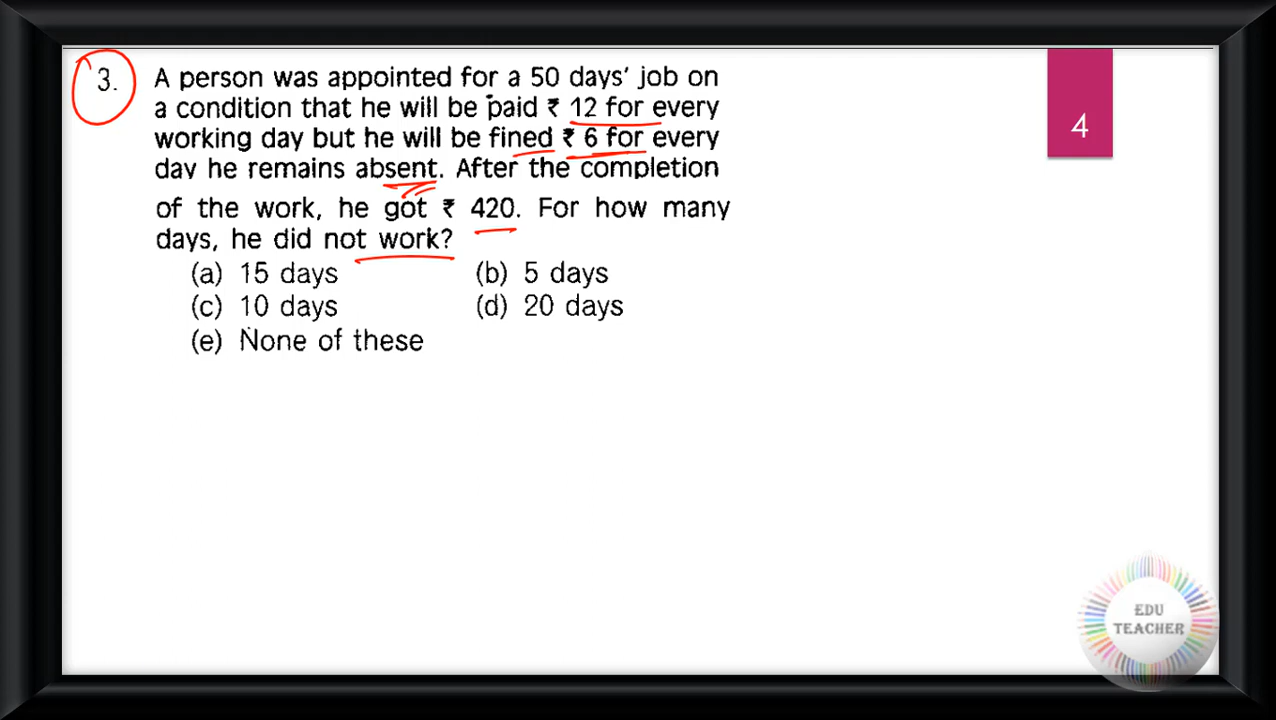 3. A person was appointed for a 50 days' job on
a condition that he will be paid ₹ 12 for every
working day but he will be fined ₹ 6 for every
day he remains absent. After the completion
of the work, he got ₹ 420. For how many
days, he did not work?
(a) 15 days (b) 5 days
(c) 10 days (d) 20 days
(e) None of these
4
EDU
TEACHER